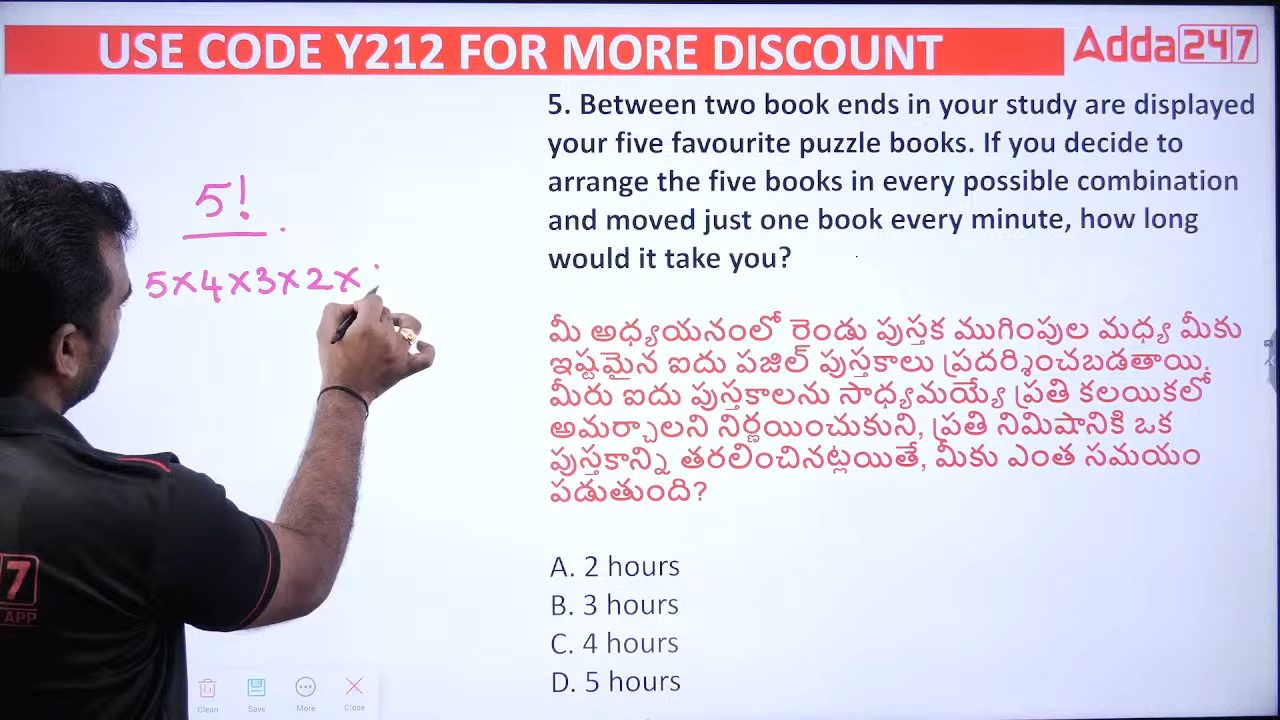 USE CODE Y212 FOR MORE DISCOUNT
Adda247
5. Between two book ends in your study are displayed
your five favourite puzzle books. If you decide to
arrange the five books in every possible combination
and moved just one book every minute, how long
would it take you?
5!
5×4×3×2×
మీ అధ్యయనంలో రెండు పుస్తక ముగింపుల మధ్య మీకు
ఇష్టమైన ఐదు పజిల్ పుస్తకాలు ప్రదర్శించబడతాయి.
మీరు ఐదు పుస్తకాలను సాధ్యమయ్యే ప్రతి కలయికలో
అమర్చాలని నిర్ణయించుకుని, ప్రతి నిమిషానికి ఒక
పుస్తకాన్ని తరలించినట్లయితే, మీకు ఎంత సమయం
పడుతుంది?
A. 2 hours
B. 3 hours
C. 4 hours
D. 5 hours
7
APP
Clean Save More Close